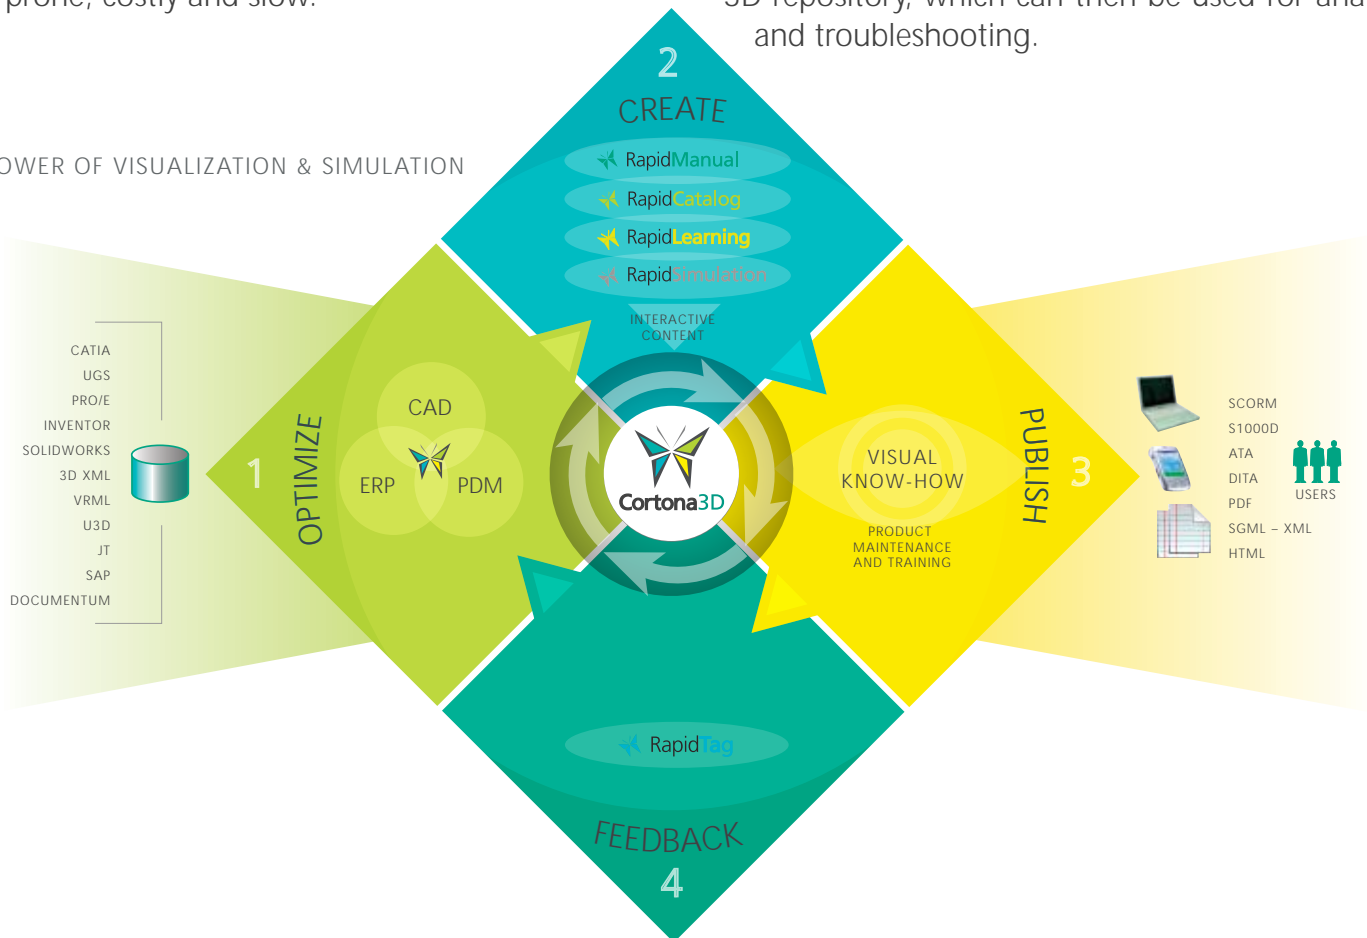 prone, costly and slow.
3D repository, which can then be used for ana
and troubleshooting.
OWER OF VISUALIZATION & SIMULATION
2
CREATE
RapidManual
RapidCatalog
RapidLearning
RapidSimulation
INTERACTIVE
CONTENT
CATIA
UGS
PRO/E
INVENTOR
SOLIDWORKS
3D XML
VRML
U3D
JT
SAP
DOCUMENTUM
1
OPTIMIZE
CAD
ERP
PDM
Cortona3D
VISUAL
KNOW-HOW
PRODUCT
MAINTENANCE
AND TRAINING
PUBLISH
3
SCORM
S1000D
ATA
DITA
PDF
SGML – XML
HTML
USERS
RapidTag
FEEDBACK
4